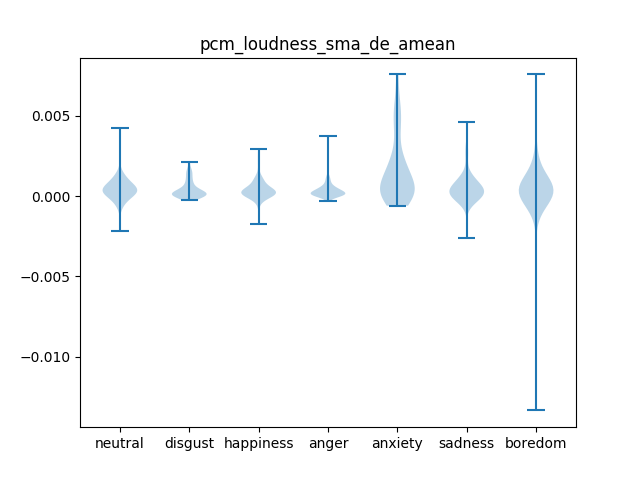 pcm_loudness_sma_de_amean
0.005
0.000
−0.005
−0.010
neutral disgust happiness anger anxiety sadness boredom